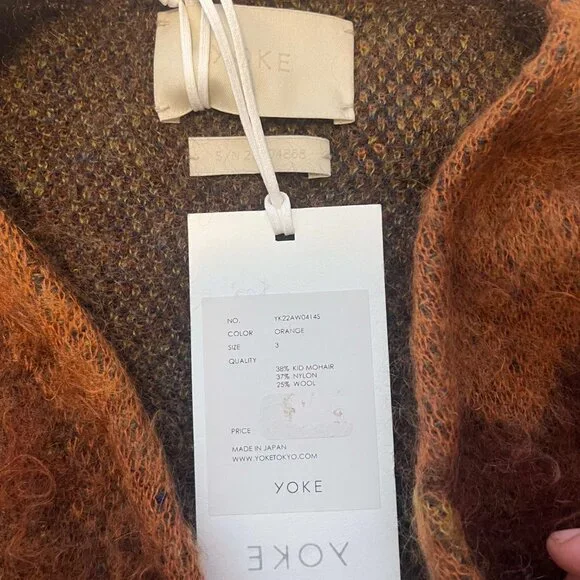 YOKE
NO. YK22AW0414S
COLOR ORANGE
SIZE 3
QUALITY
38% KID MOHAIR
37% NYLON
25% WOOL
PRICE
MADE IN JAPAN
WWW.YOKETOKYO.COM
YOKE
YOKE